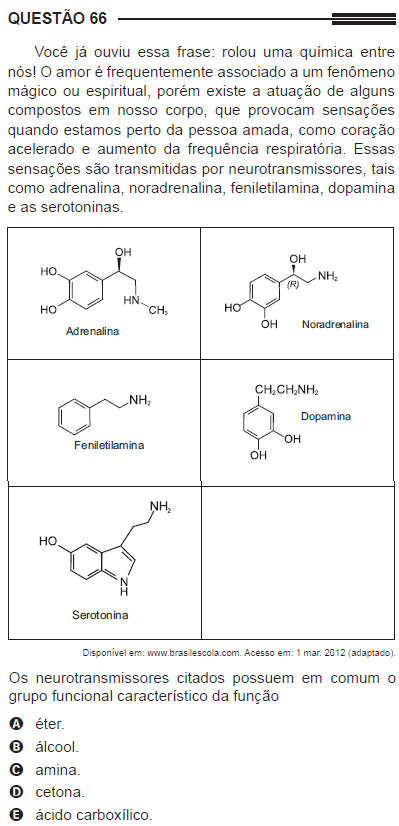 QUESTÃO 66
Você já ouviu essa frase: rolou uma química entre
nós! O amor é frequentemente associado a um fenômeno
mágico ou espiritual, porém existe a atuação de alguns
compostos em nosso corpo, que provocam sensações
quando estamos perto da pessoa amada, como coração
acelerado e aumento da frequência respiratória. Essas
sensações são transmitidas por neurotransmissores, tais
como adrenalina, noradrenalina, feniletilamina, dopamina
e as serotoninas.
OH
HO
HO
HN
CH₃
Adrenalina
OH
NH₂
(R)
HO
OH
Noradrenalina
NH₂
Feniletilamina
CH₂CH₂NH₂
Dopamina
OH
OH
NH₂
HO
N
H
Serotonina
Disponível em: www.brasilescola.com. Acesso em: 1 mar. 2012 (adaptado).
Os neurotransmissores citados possuem em comum o
grupo funcional característico da função
A éter.
B álcool.
C amina.
D cetona.
E ácido carboxílico.